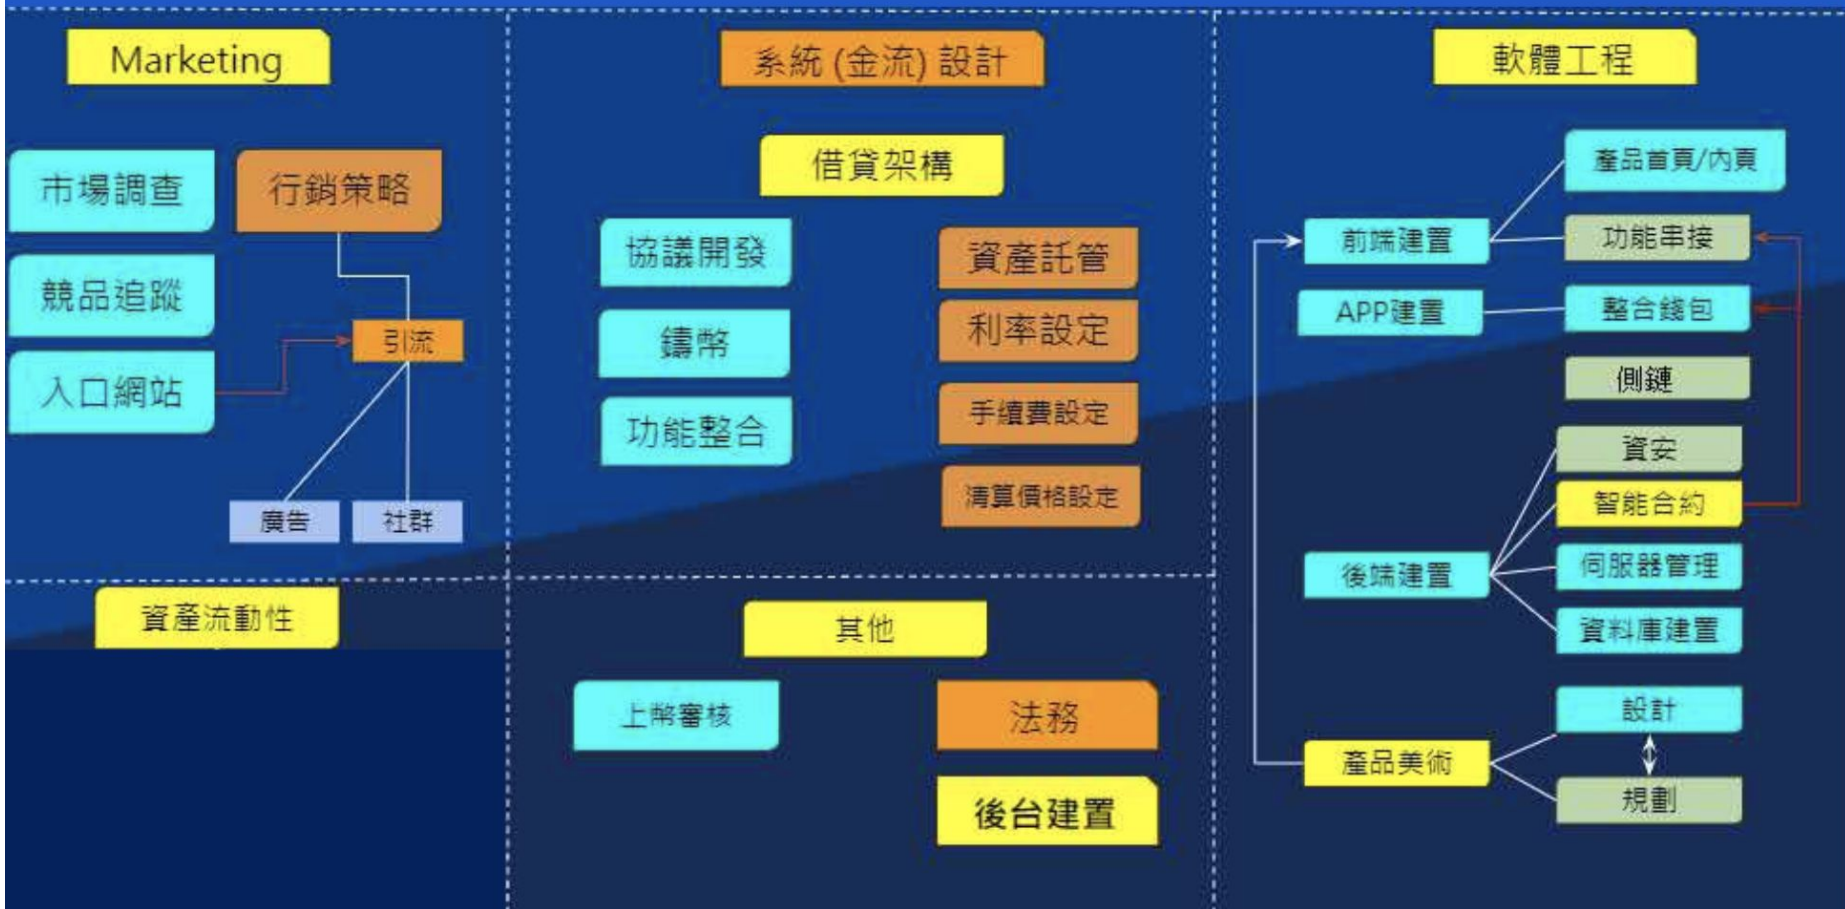 Marketing
市場調查
行銷策略
競品追蹤
引流
入口網站
廣告
社群
資產流動性
系統 (金流) 設計
借貸架構
協議開發
資產託管
鑄幣
利率設定
功能整合
手續費設定
清算價格設定
其他
上幣審核
法務
後台建置
軟體工程
產品首頁/內頁
前端建置
功能串接
APP建置
整合錢包
側鏈
資安
智能合約
後端建置
伺服器管理
資料庫建置
設計
產品美術
規劃